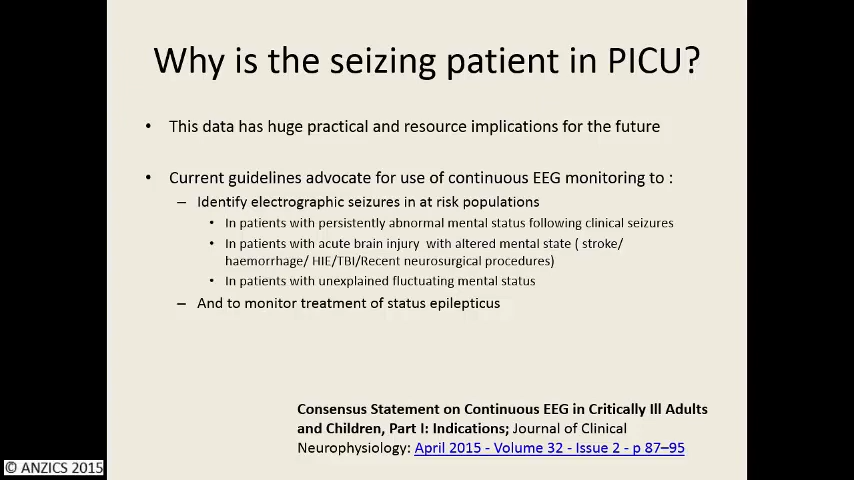 Why is the seizing patient in PICU?
• This data has huge practical and resource implications for the future
• Current guidelines advocate for use of continuous EEG monitoring to :
– Identify electrographic seizures in at risk populations
• In patients with persistently abnormal mental status following clinical seizures
• In patients with acute brain injury with altered mental state ( stroke/
haemorrhage/ HIE/TBI/Recent neurosurgical procedures)
• In patients with unexplained fluctuating mental status
– And to monitor treatment of status epilepticus
Consensus Statement on Continuous EEG in Critically Ill Adults
and Children, Part I: Indications; Journal of Clinical
Neurophysiology: April 2015 - Volume 32 - Issue 2 - p 87–95
© ANZICS 2015